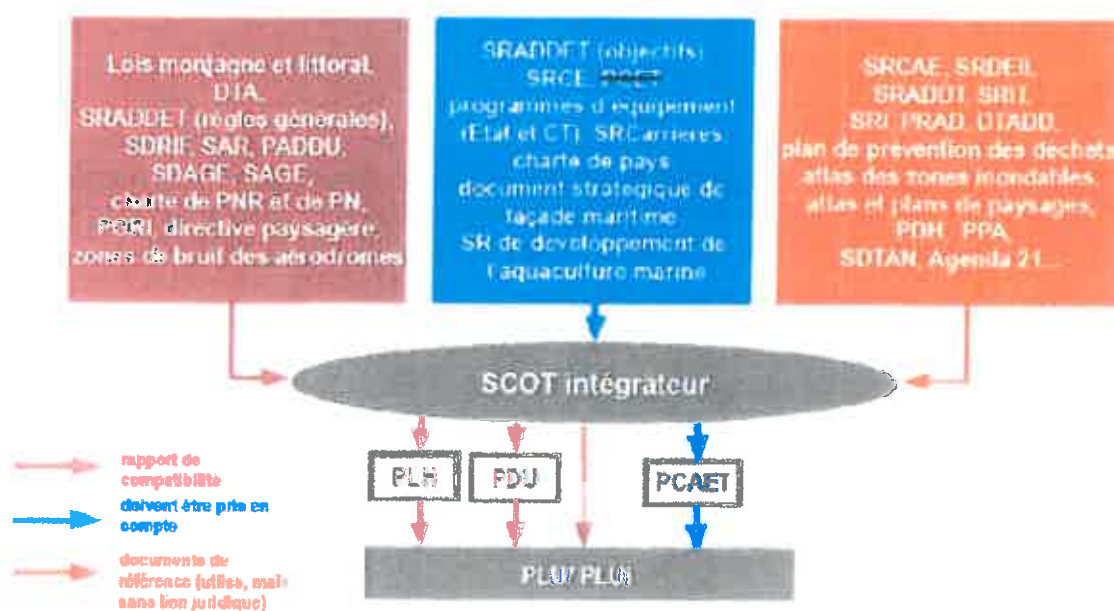 Lois montagne et littoral,
DTA,
SRADDET (règles générales),
SDRIF, SAR, PADDU,
SDAGE, SAGE,
charte de PNR et de PN,
PGRI, directive paysagère,
zones de bruit des aérodromes
SRADDET (objectifs)
SRCE, PCET
programmes d'équipement
(Etat et CT), SRCarrières
charte de pays
document stratégique de
façade maritime
SR de développement de
l'aquaculture marine
SRCAE, SRDEII,
SRADDT, SRIT,
SRI, PRAD, DTADD,
plan de prévention des déchets
atlas des zones inondables,
atlas et plans de paysages,
PDH, PPA,
SDTAN, Agenda 21...
SCOT intégrateur
PLH
PDU
PCAET
PLU/ PLUi
rapport de
compatibilité
doivent être pris en
compte
documents de
référence (utiles, mais
sans lien juridique)